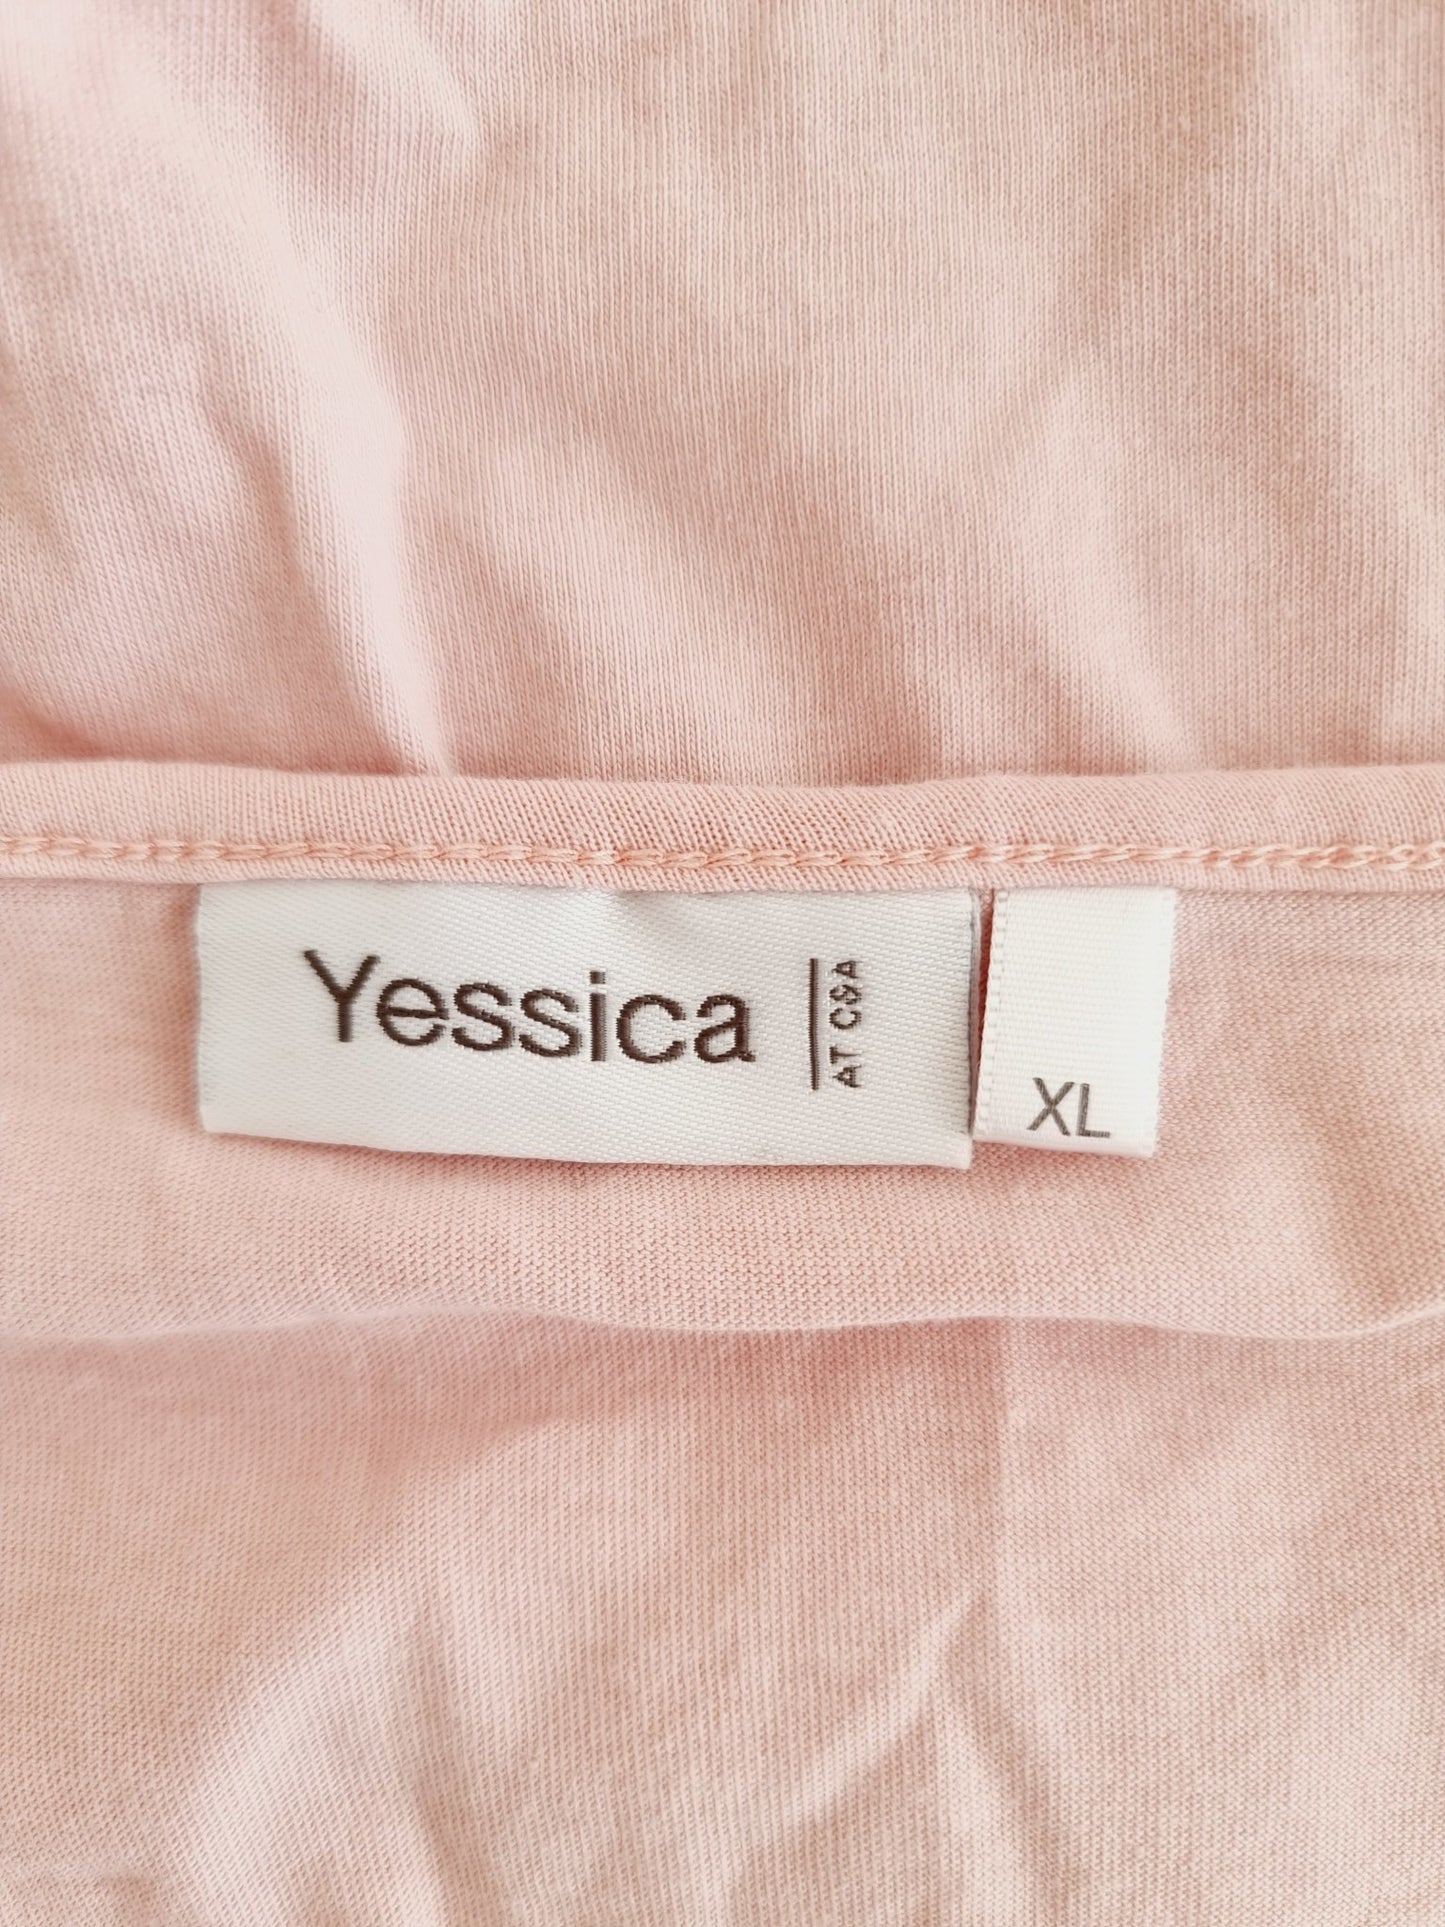 Yessica
AT C&A
XL